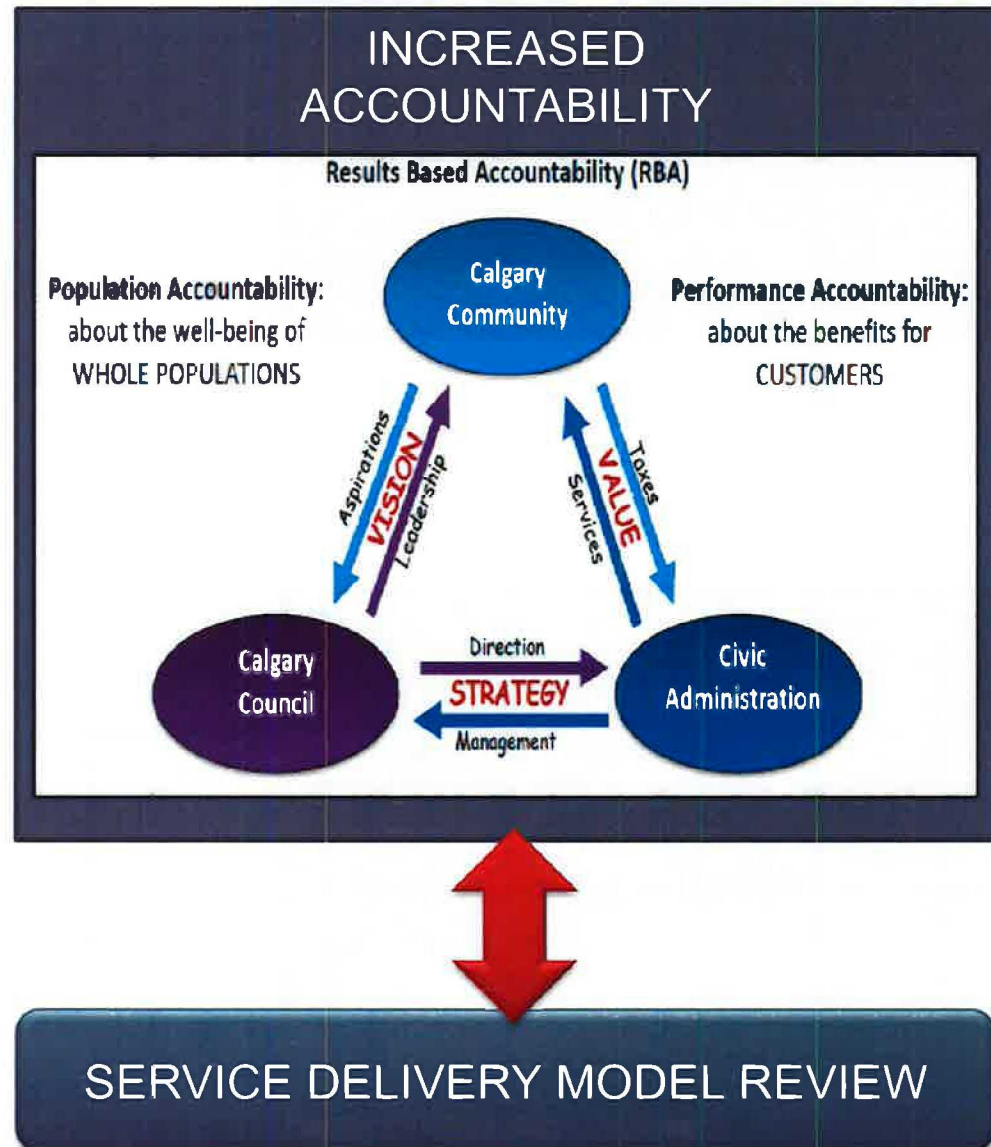 INCREASED
ACCOUNTABILITY
Results Based Accountability (RBA)
Population Accountability:
about the well-being of
WHOLE POPULATIONS
Calgary
Community
Performance Accountability:
about the benefits for
CUSTOMERS
Aspirations
VISION
Leadership
Services
VALUE
Taxes
Calgary
Council
Direction
STRATEGY
Management
Civic
Administration
SERVICE DELIVERY MODEL REVIEW